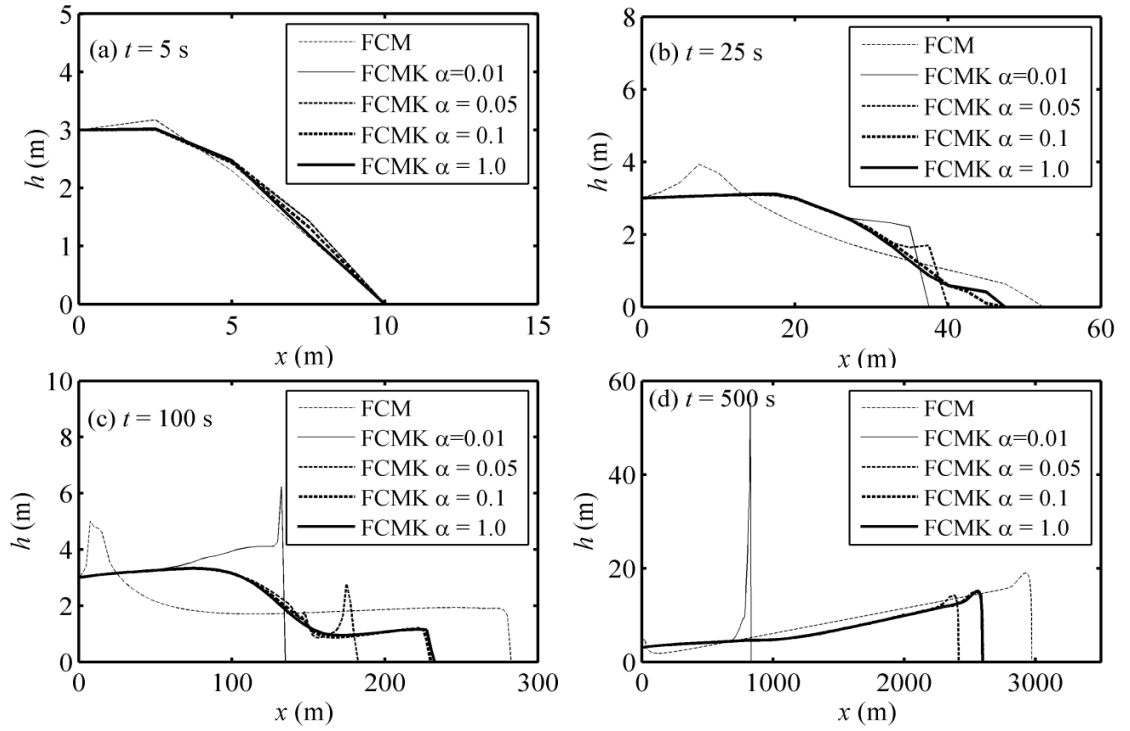 (a) t = 5 s
h (m)
5
4
3
2
1
0
0 5 10 15
x (m)
FCM
FCMK α=0.01
FCMK α = 0.05
FCMK α = 0.1
FCMK α = 1.0
(b) t = 25 s
h (m)
8
6
4
2
0
0 20 40 60
x (m)
FCM
FCMK α=0.01
FCMK α = 0.05
FCMK α = 0.1
FCMK α = 1.0
(c) t = 100 s
h (m)
10
8
6
4
2
0
0 100 200 300
x (m)
FCM
FCMK α=0.01
FCMK α = 0.05
FCMK α = 0.1
FCMK α = 1.0
(d) t = 500 s
h (m)
60
40
20
0
0 1000 2000 3000
x (m)
FCM
FCMK α=0.01
FCMK α = 0.05
FCMK α = 0.1
FCMK α = 1.0